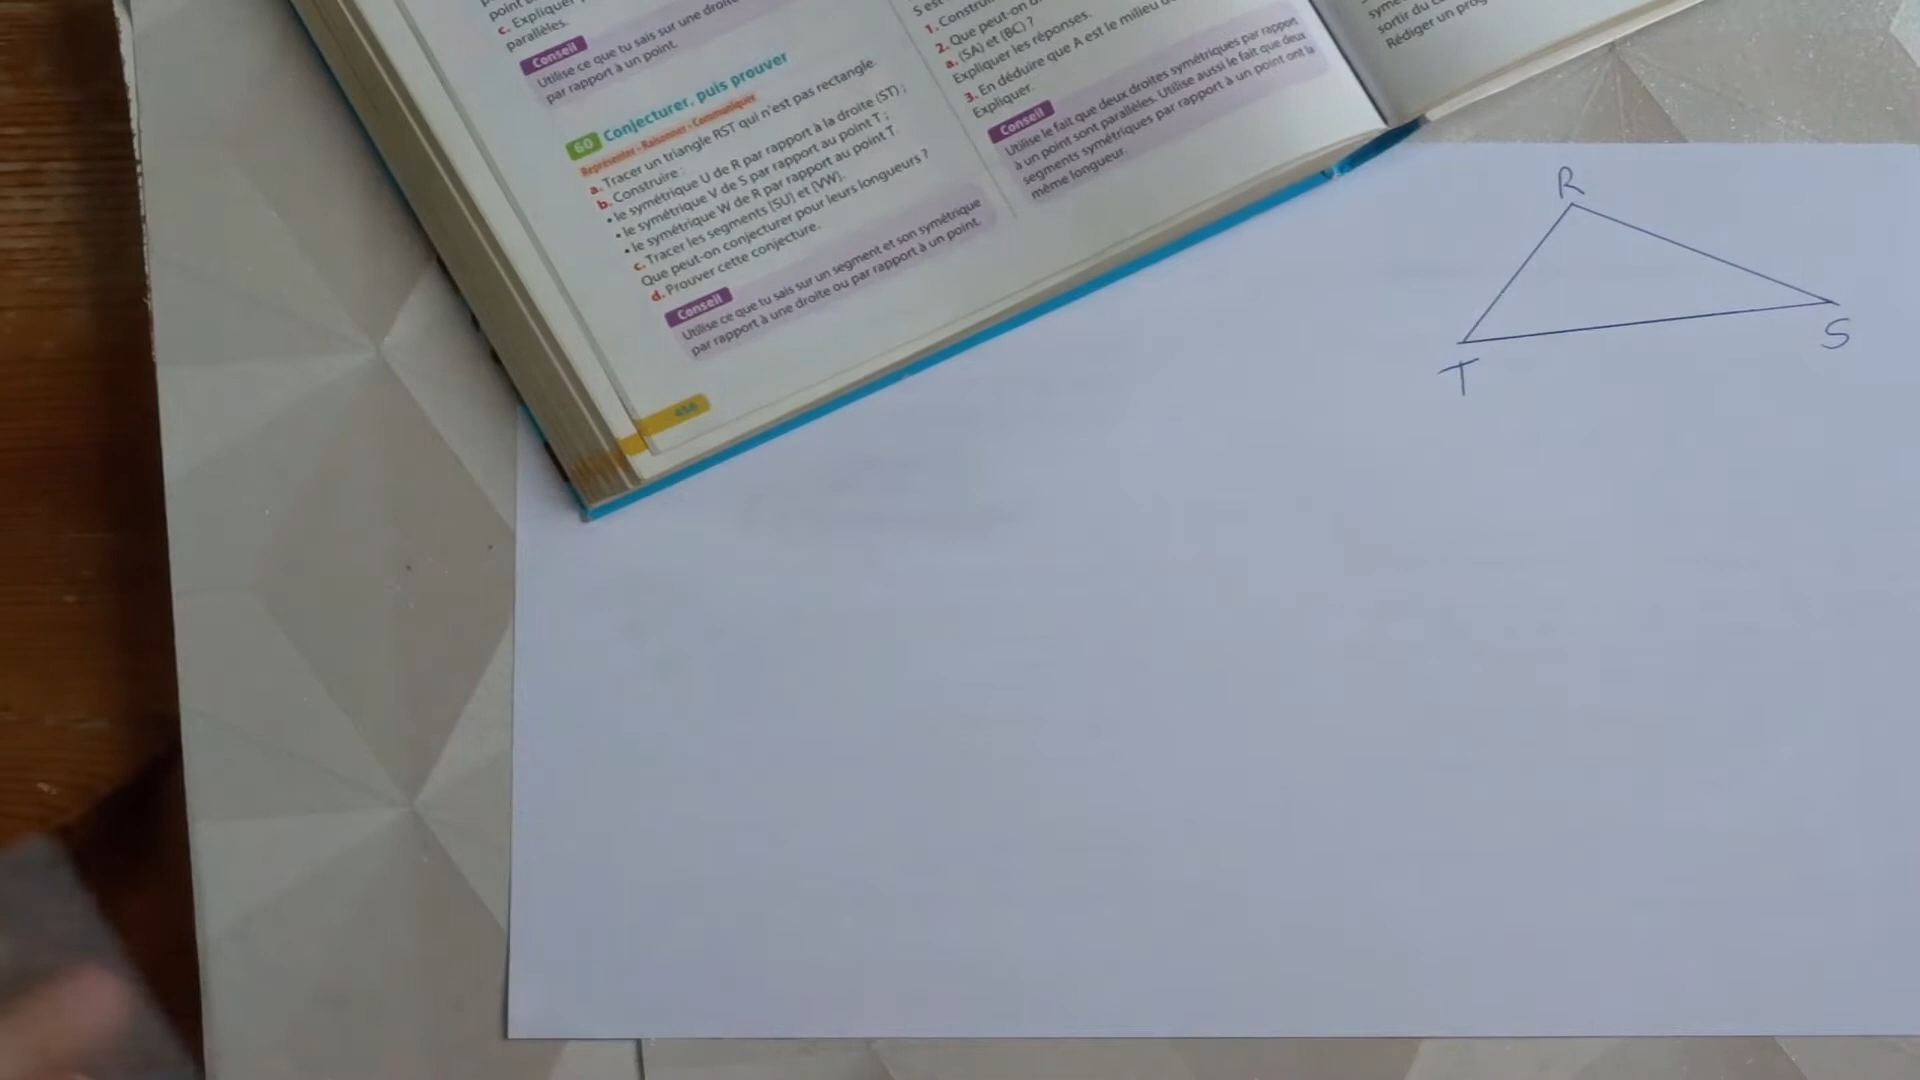 point
c. Expliquer
parallèles.
Conseil
Utilise ce que tu sais sur une droite
par rapport à un point.
60 Conjecturer, puis prouver
Représenter - Raisonner - Communiquer
a. Tracer un triangle RST qui n'est pas rectangle.
b. Construire :
• le symétrique U de R par rapport à la droite (ST) ;
• le symétrique V de S par rapport au point T ;
• le symétrique W de R par rapport au point T.
c. Tracer les segments [SU] et [VW].
Que peut-on conjecturer pour leurs longueurs ?
d. Prouver cette conjecture.
Conseil
Utilise ce que tu sais sur un segment et son symétrique
par rapport à une droite ou par rapport à un point.
456
S est
1. Construi
2. Que peut-on
a. (SA) et (BC) ?
Expliquer les réponses.
3. En déduire que A est le milieu
Expliquer.
Conseil
Utilise le fait que deux droites symétriques par rapport
à un point sont parallèles. Utilise aussi le fait que deux
segments symétriques par rapport à un point ont la
même longueur.
symé
sortir du
Rédiger un pro
R
S
T